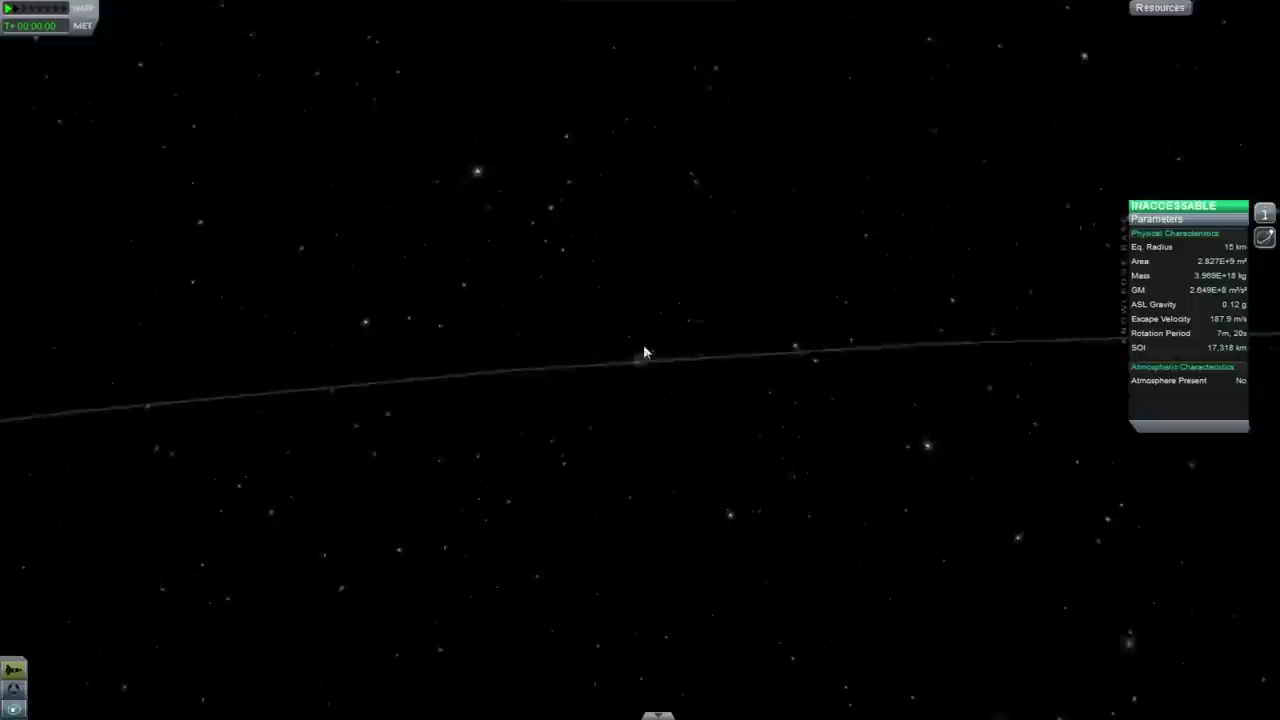 WARP
T+ 00:00:00 MET
Resources
INACCESSABLE
Parameters
Physical Characteristics
Eq. Radius 15 km
Area 2.827E+9 m²
Mass 3.969E+18 kg
GM 2.649E+8 m³/s²
ASL Gravity 0.12 g
Escape Velocity 187.9 m/s
Rotation Period 7m, 20s
SOI 17,318 km
Atmospheric Characteristics
Atmosphere Present No
KNOWLEDGE BASE